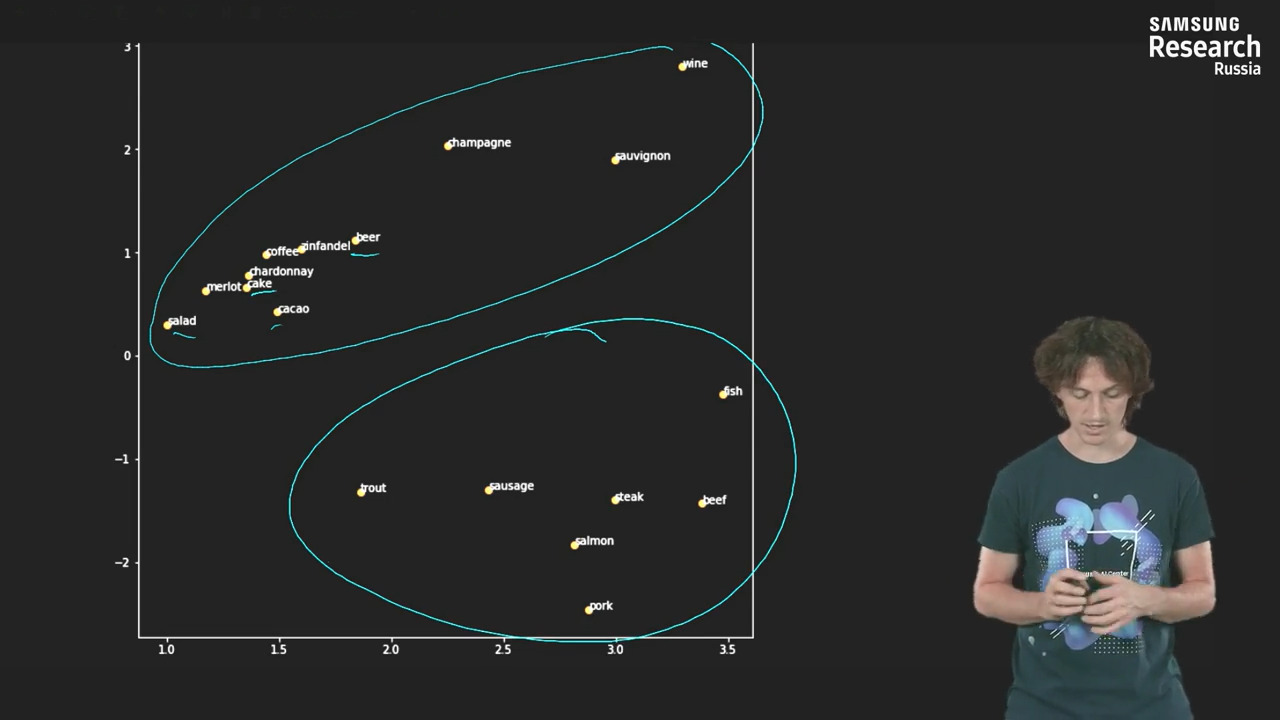 SAMSUNG
Research
Russia
3
wine
champagne
2
sauvignon
beer
zinfandel
coffee
1
chardonnay
cake
merlot
cacao
salad
0
fish
−1
trout
sausage
steak
beef
salmon
−2
pork
1.0 1.5 2.0 2.5 3.0 3.5